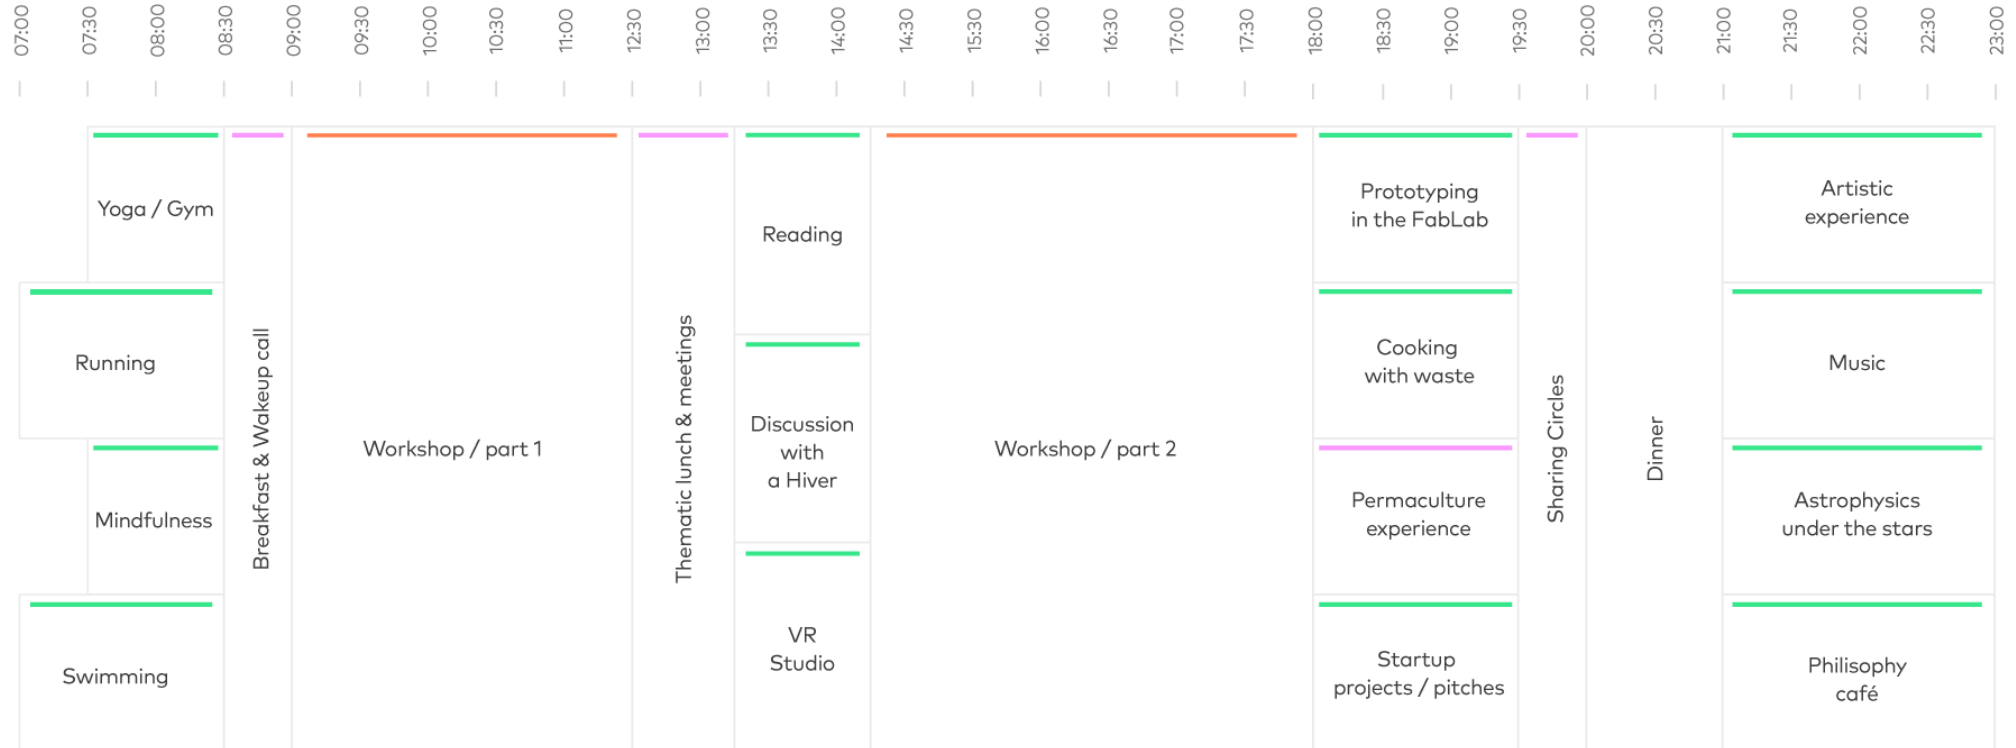 07:00
07:30
08:00
08:30
09:00
09:30
10:00
10:30
11:00
12:30
13:00
13:30
14:00
14:30
15:30
16:00
16:30
17:00
17:30
18:00
18:30
19:00
19:30
20:00
20:30
21:00
21:30
22:00
22:30
23:00
Yoga / Gym
Running
Mindfulness
Swimming
Breakfast & Wakeup call
Workshop / part 1
Thematic lunch & meetings
Reading
Discussion
with
a Hiver
VR
Studio
Workshop / part 2
Prototyping
in the FabLab
Cooking
with waste
Permaculture
experience
Startup
projects / pitches
Sharing Circles
Dinner
Artistic
experience
Music
Astrophysics
under the stars
Philisophy
café